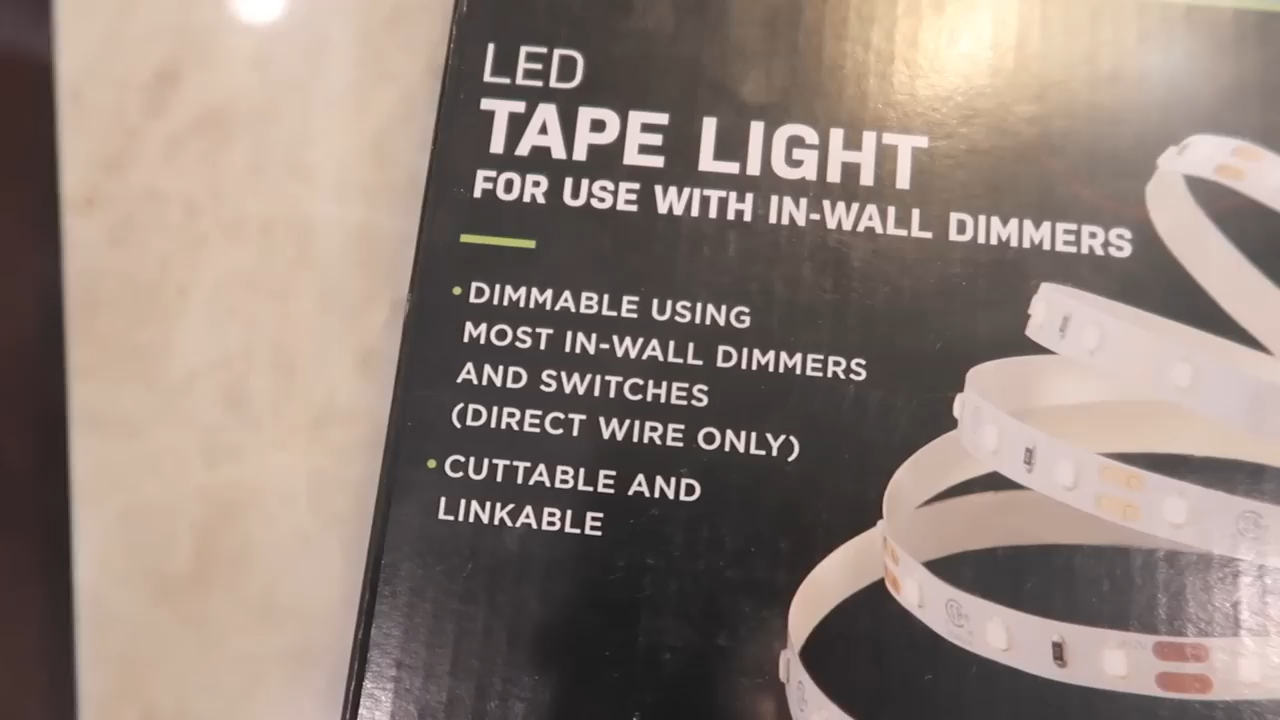 LED
TAPE LIGHT
FOR USE WITH IN-WALL DIMMERS
• DIMMABLE USING
MOST IN-WALL DIMMERS
AND SWITCHES
(DIRECT WIRE ONLY)
• CUTTABLE AND
LINKABLE